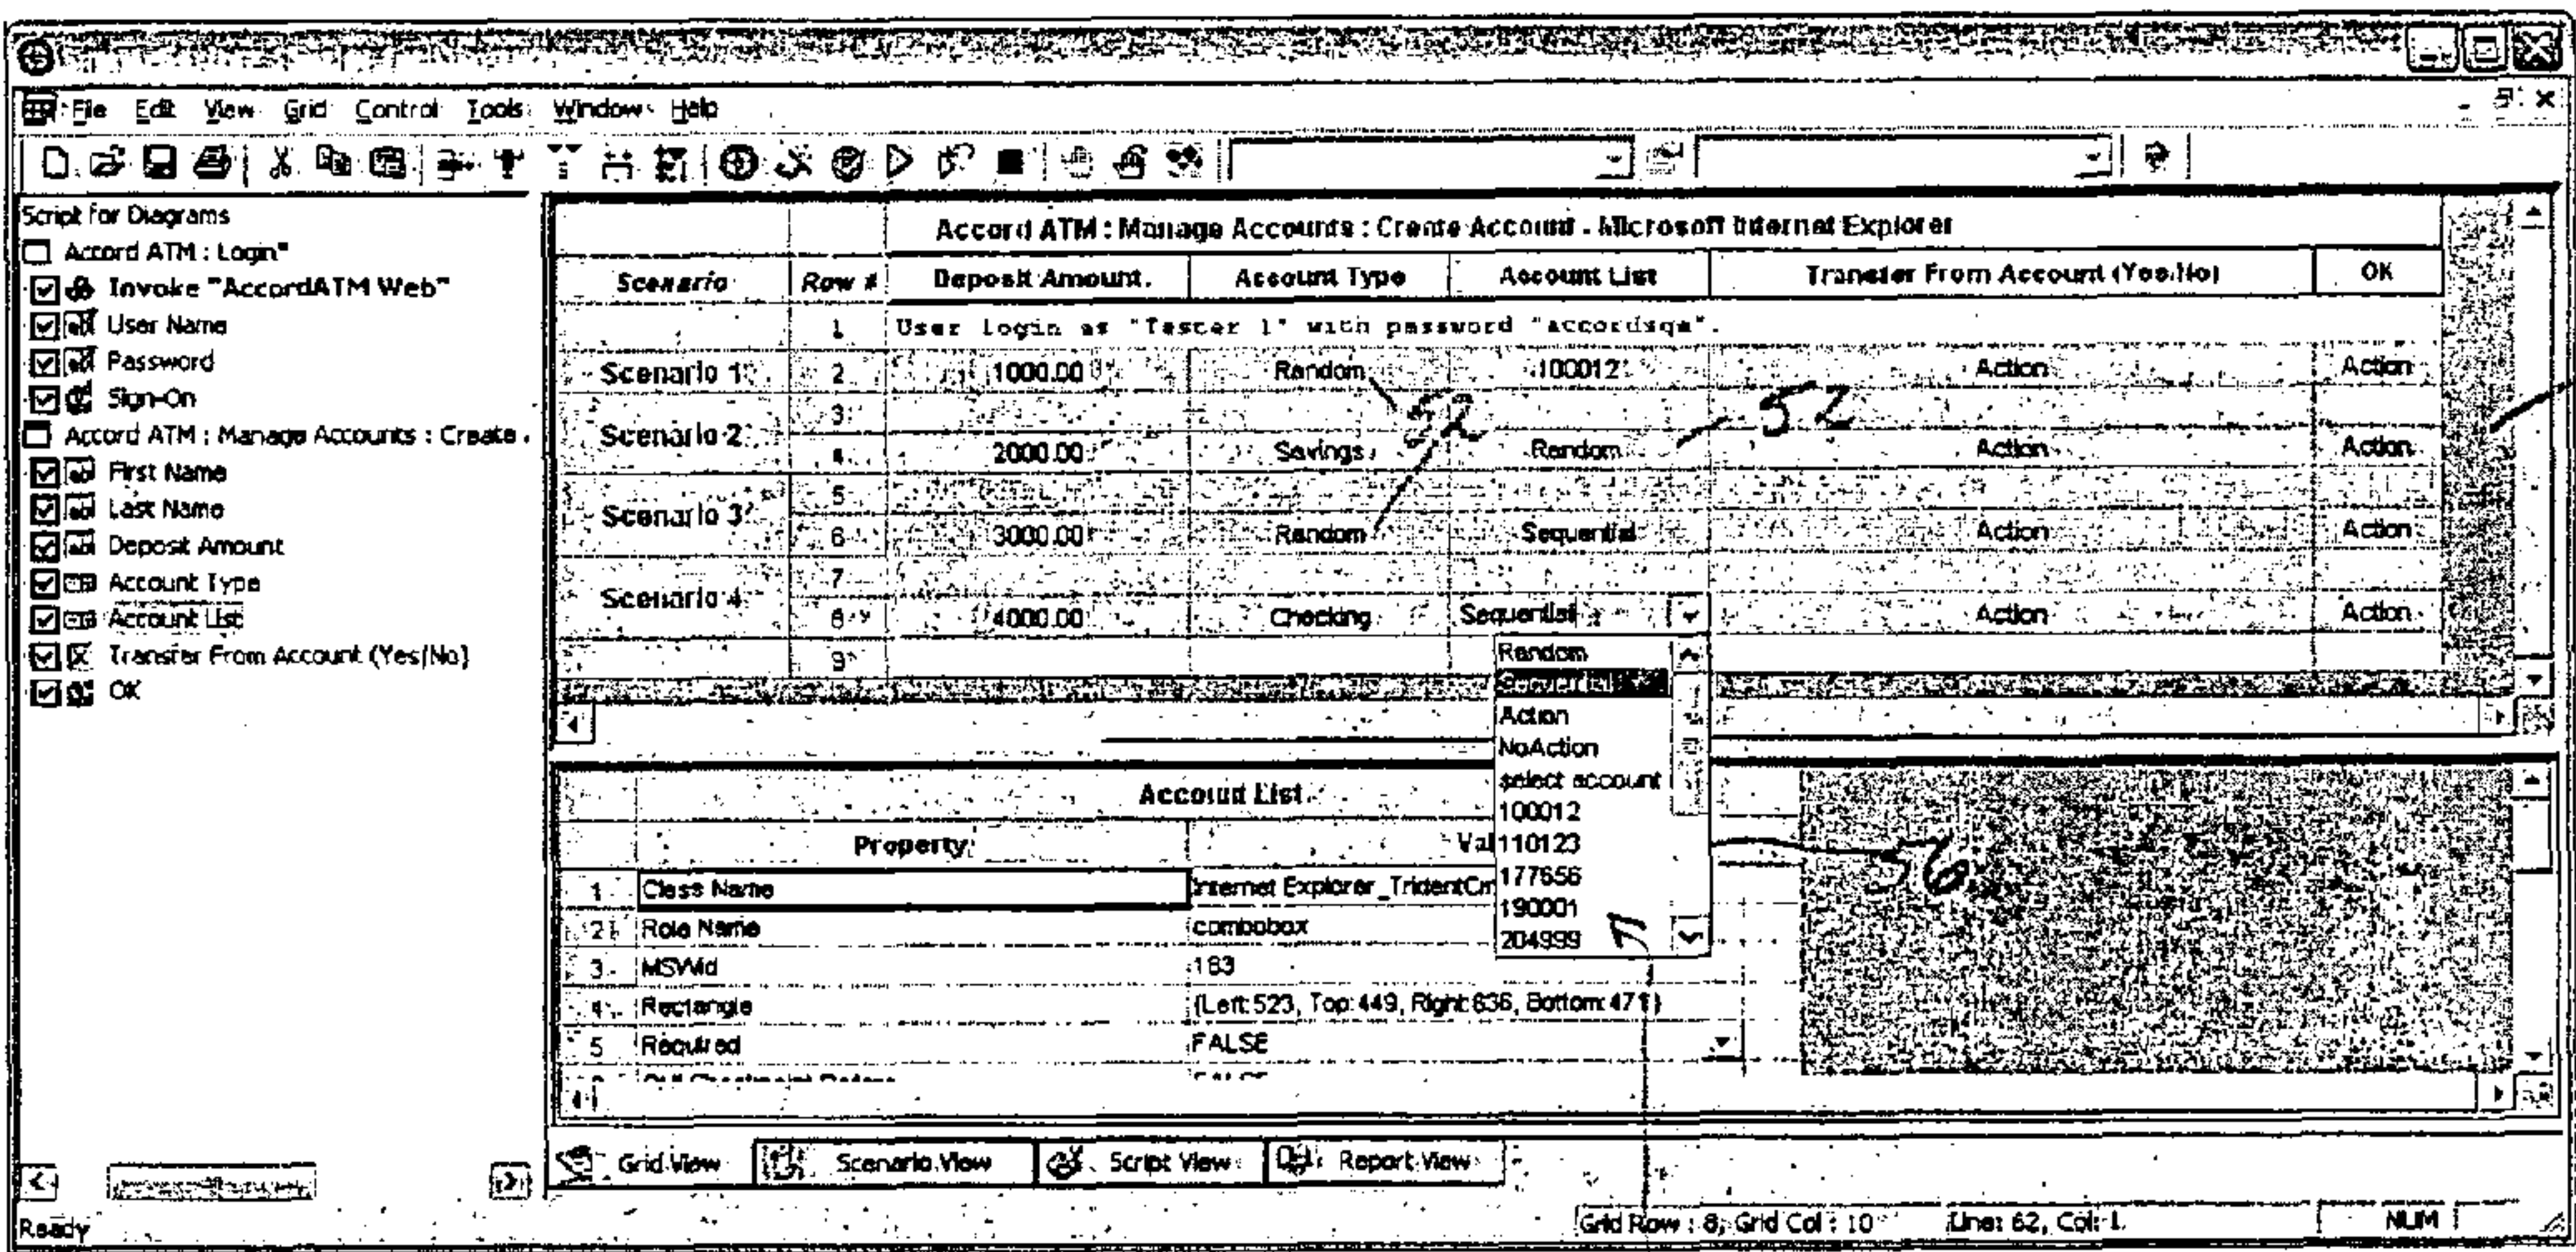 File Edit View Grid Control Tools Window Help
Script for Diagrams
Accord ATM : Login"
Invoke "AccordATM Web"
User Name
Password
Sign-On
Accord ATM : Manage Accounts : Create
First Name
Last Name
Deposit Amount
Account Type
Account List
Transfer From Account (Yes/No)
OK
Accord ATM : Manage Accounts : Create Account - Microsoft Internet Explorer
Scenario Row # Deposit Amount. Account Type Account List Transfer From Account (Yes/No) OK
1 User login as "Tester 1" with password "accordsqa".
Scenario 1 2 1000.00 Random 100012 Action Action
52 52
Scenario 2 3
4 2000.00 Savings Random Action Action
Scenario 3 5
6 3000.00 Random Sequential Action Action
Scenario 4 7
8 4000.00 Checking Sequential Action Action
9
Random
Sequential
Action
NoAction
select account
100012
110123
177656
190001
204999
56
Account List
Property Val
1 Class Name Internet Explorer_TridentCm
2 Role Name combobox
3 MSWid 183
4 Rectangle (Left:523, Top:449, Right:636, Bottom:471)
5 Required FALSE
FALSE
Grid View Scenario View Script View Report View
Ready Grid Row : 8, Grid Col : 10 Line: 62, Col: 1 NUM